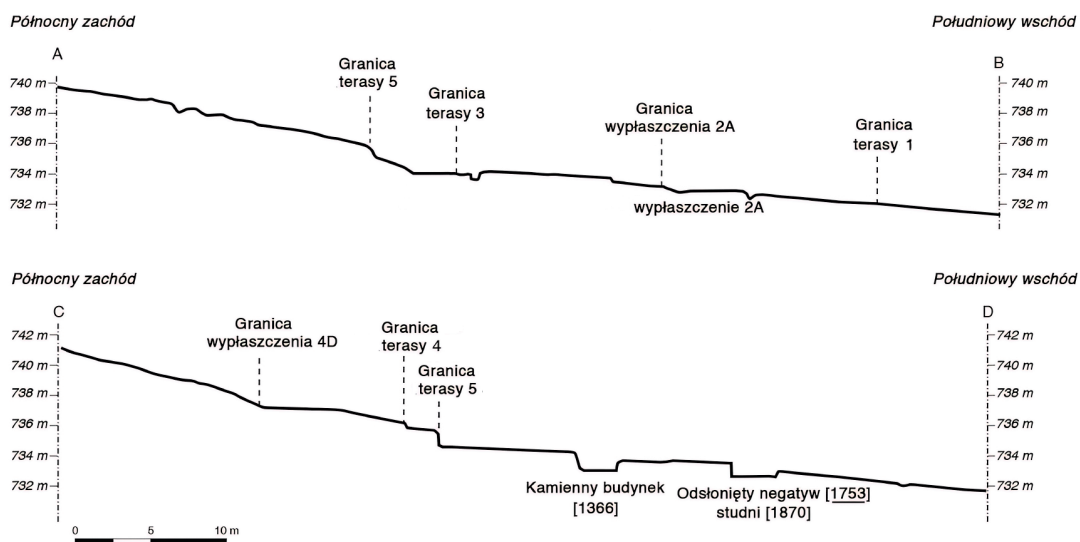 Północny zachód
Południowy wschód
A
B
Granica
terasy 5
Granica
terasy 3
Granica
wypłaszczenia 2A
Granica
terasy 1
740 m
738 m
736 m
734 m
732 m
740 m
738 m
736 m
734 m
732 m
wypłaszczenie 2A
Północny zachód
Południowy wschód
C
D
Granica
wypłaszczenia 4D
Granica
terasy 4
Granica
terasy 5
742 m
740 m
738 m
736 m
734 m
732 m
742 m
740 m
738 m
736 m
734 m
732 m
Kamienny budynek
[1366]
Odsłonięty negatyw [1753]
studni [1870]
0 5 10 m